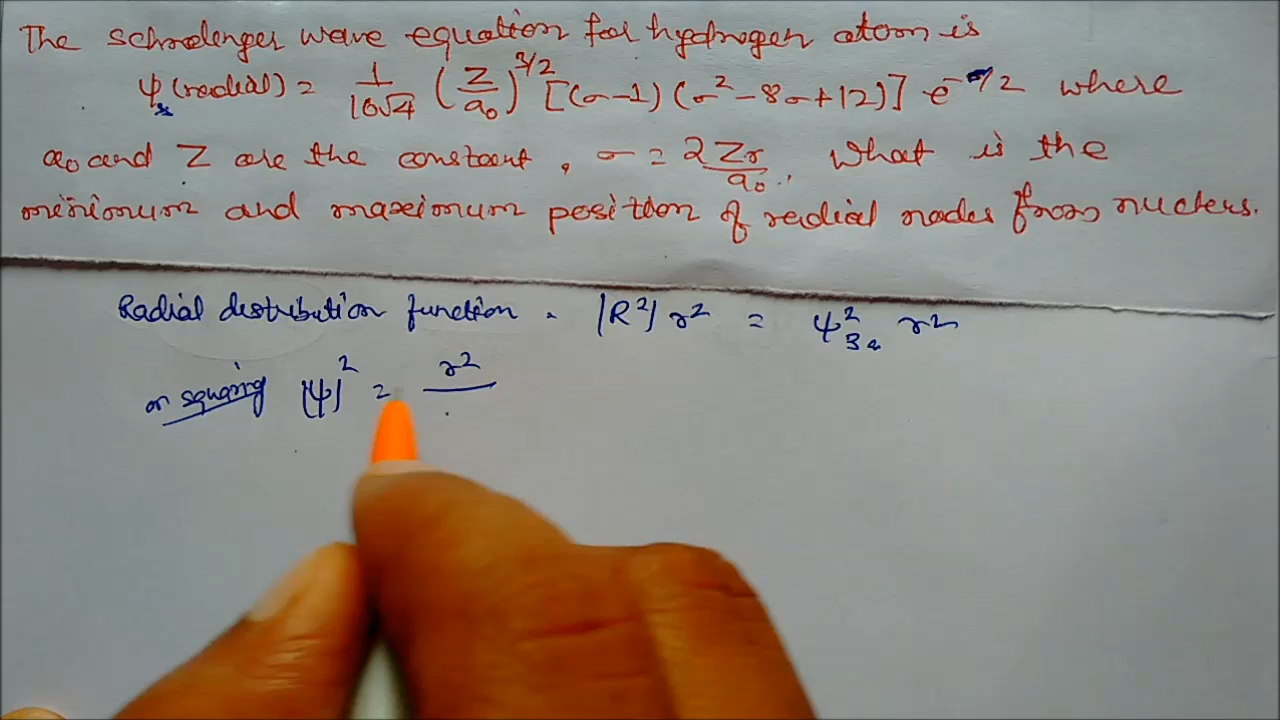 The schrodenger wave equation for hydrogen atom is
ψ (radial) = 1/16√4 (Z/a₀)^3/2 [(σ-1) (σ²-8σ+12)] e^-σ/2 where
a₀ and Z are the constant, σ = 2Zr/a₀. What is the
minimum and maximum position of radial nodes from nucleus.
Radial distribution function = |R²| r² = ψ²₃ₐ r²
on squaring |ψ|² = r²